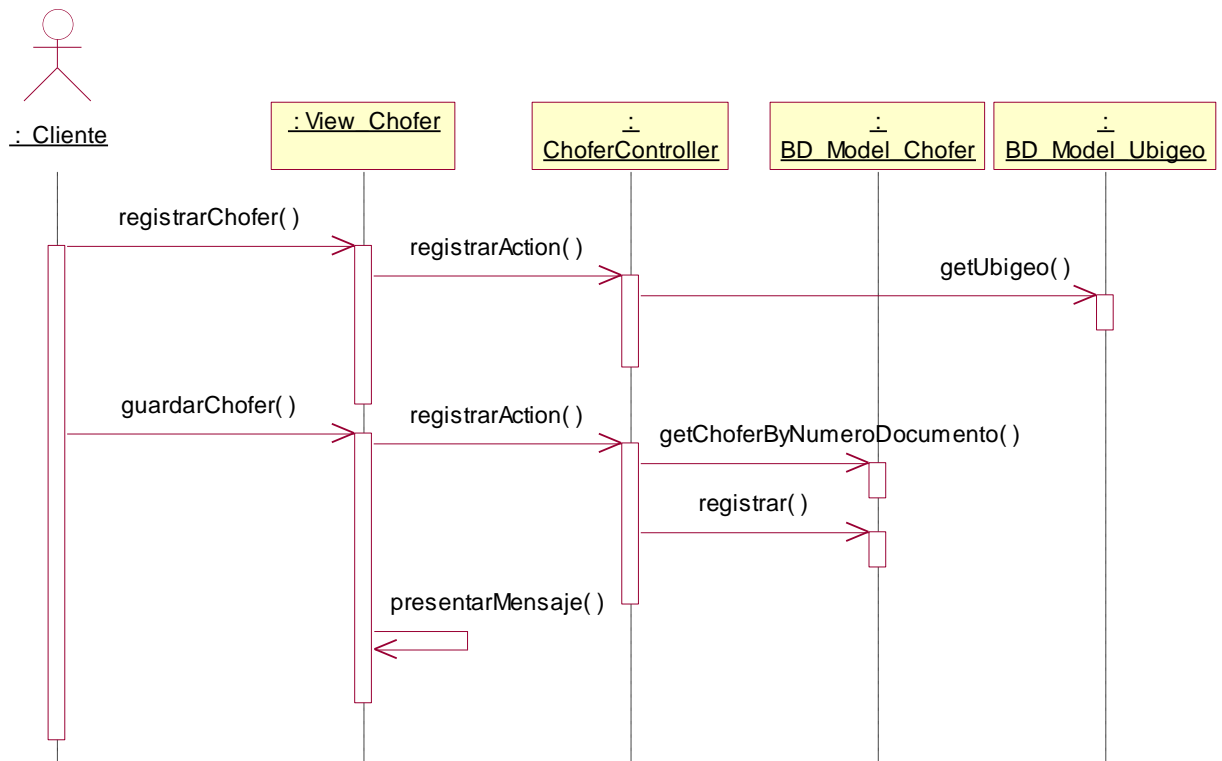 : Cliente
: View_Chofer
:
ChoferController
:
BD_Model_Chofer
:
BD_Model_Ubigeo
registrarChofer( )
registrarAction( )
getUbigeo( )
guardarChofer( )
registrarAction( )
getChoferByNumeroDocumento( )
registrar( )
presentarMensaje( )